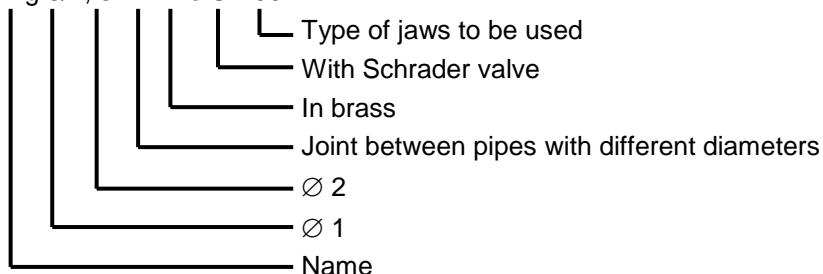 Type of jaws to be used
With Schrader valve
In brass
Joint between pipes with different diameters
∅ 2
∅ 1
Name